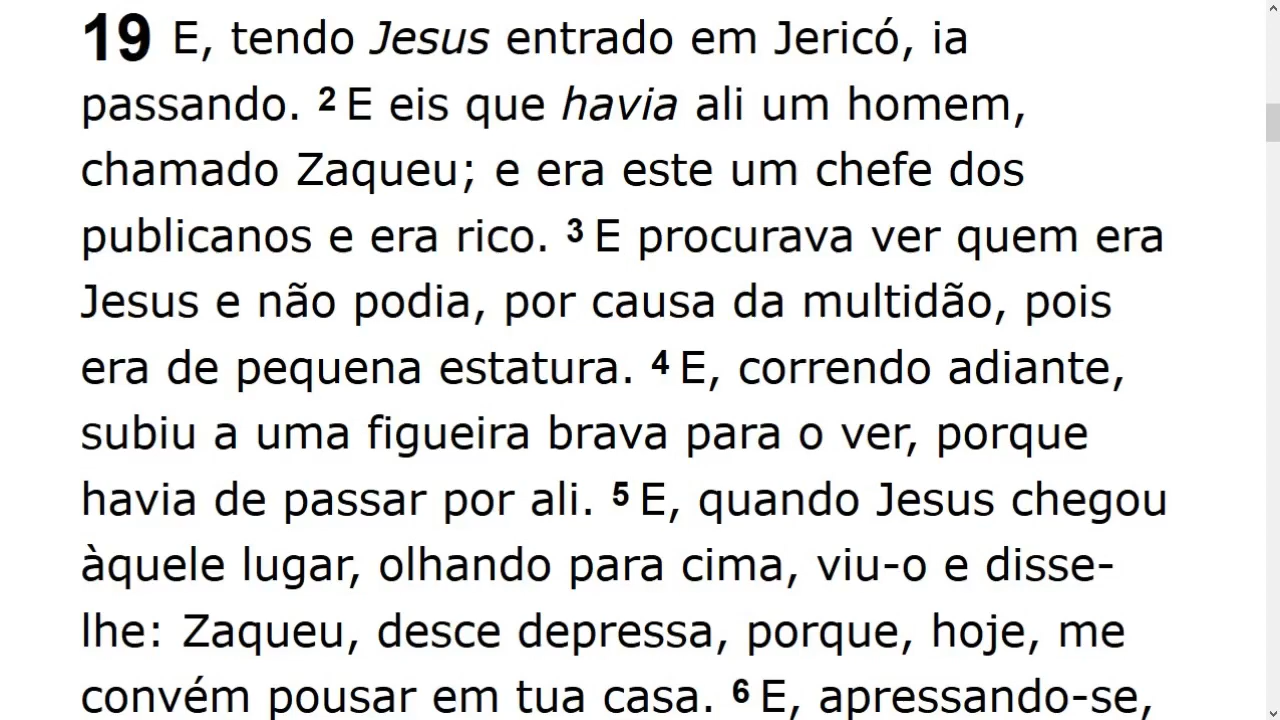 19 E, tendo Jesus entrado em Jericó, ia
passando. 2 E eis que havia ali um homem,
chamado Zaqueu; e era este um chefe dos
publicanos e era rico. 3 E procurava ver quem era
Jesus e não podia, por causa da multidão, pois
era de pequena estatura. 4 E, correndo adiante,
subiu a uma figueira brava para o ver, porque
havia de passar por ali. 5 E, quando Jesus chegou
àquele lugar, olhando para cima, viu-o e disse-
lhe: Zaqueu, desce depressa, porque, hoje, me
convém pousar em tua casa. 6 E, apressando-se,